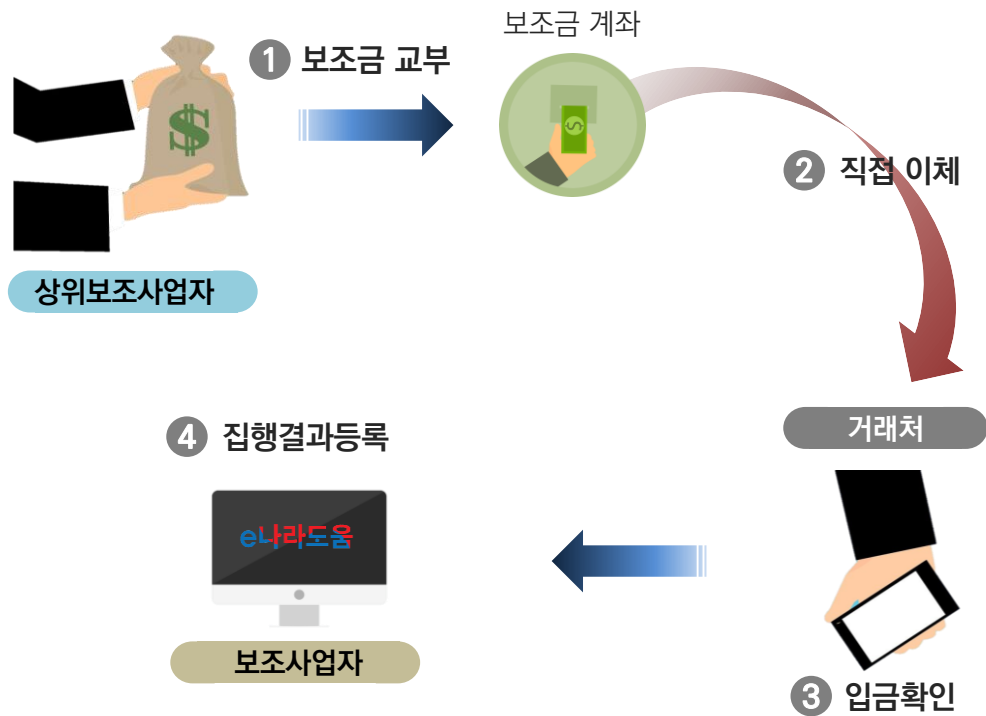 보조금 계좌
1 보조금 교부
$
$
2 직접 이체
상위보조사업자
거래처
4 집행결과등록
e나라도움
보조사업자
3 입금확인